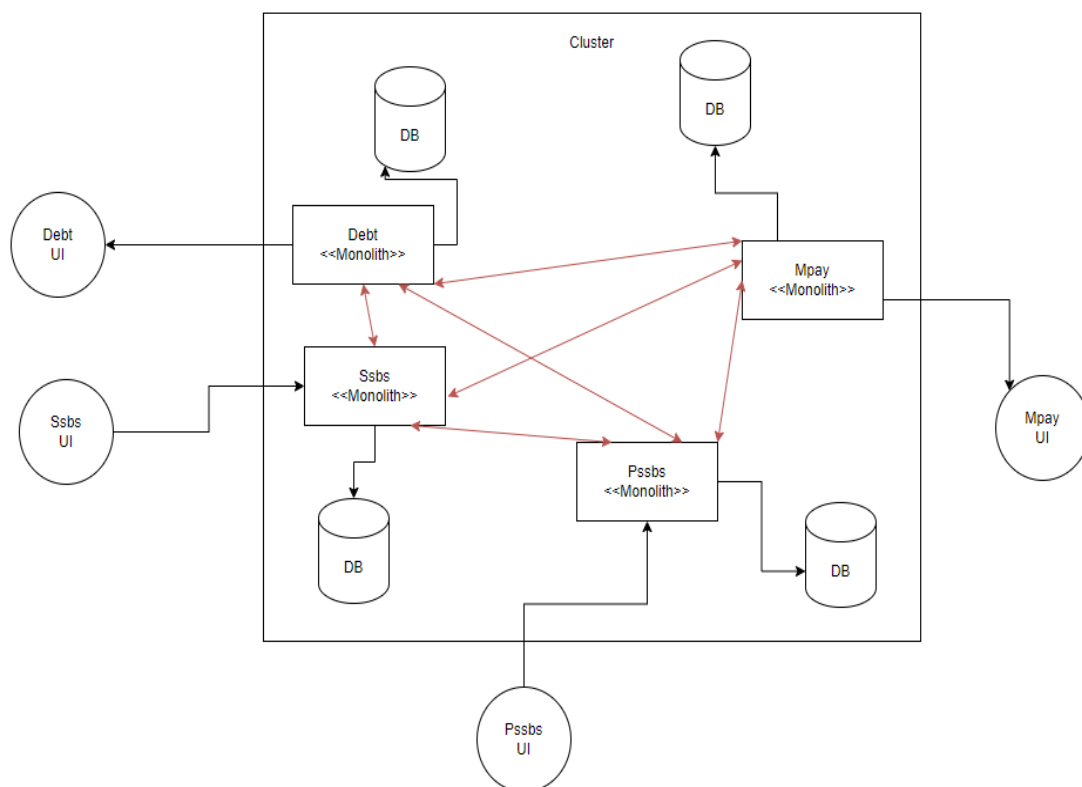 Cluster
DB
DB
Debt
UI
Debt
<<Monolith>>
Mpay
<<Monolith>>
Ssbs
<<Monolith>>
Ssbs
UI
Mpay
UI
Pssbs
<<Monolith>>
DB
DB
Pssbs
UI